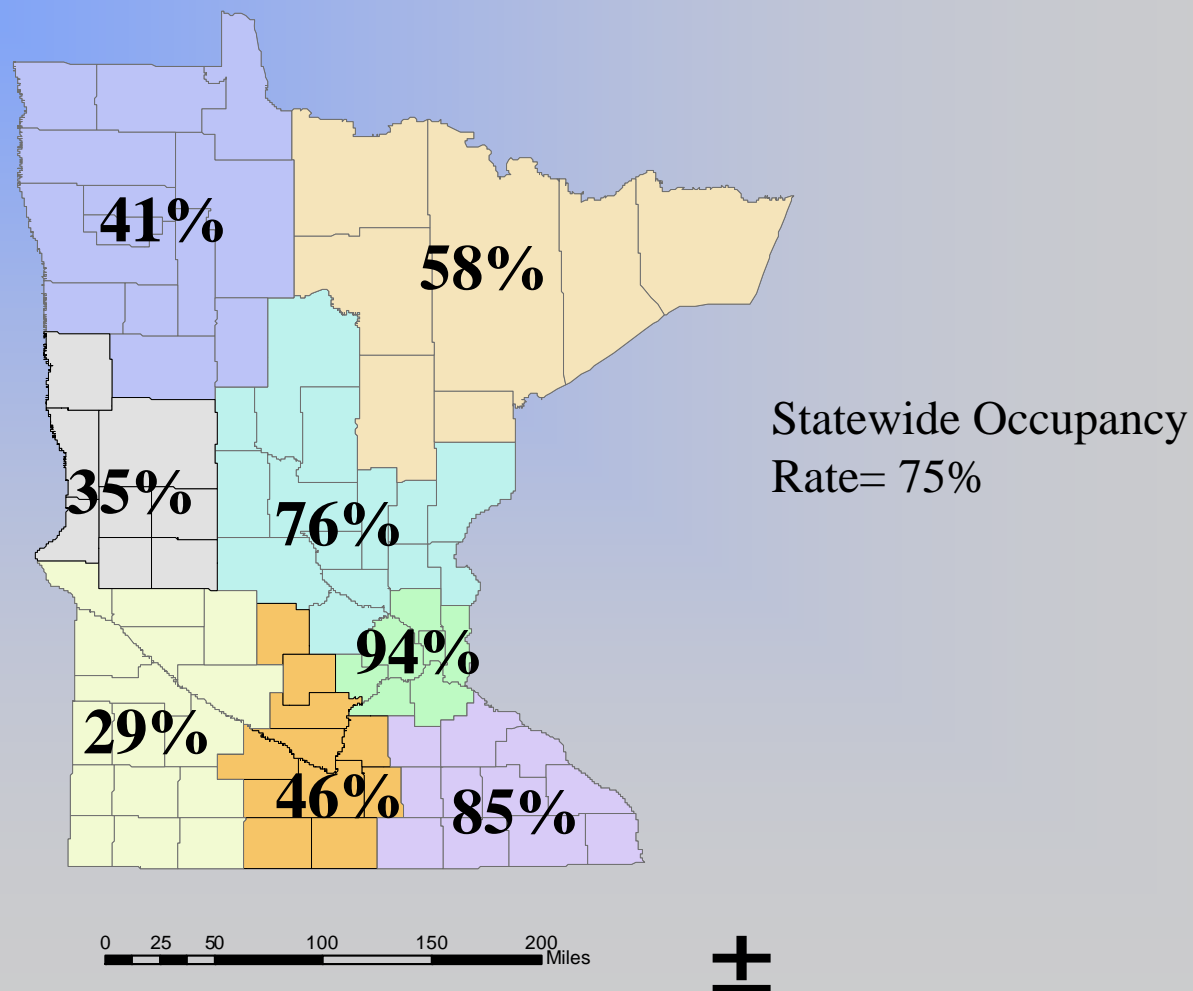 41%
58%
Statewide Occupancy
Rate= 75%
35%
76%
94%
29%
46%
85%
0 25 50 100 150 200
Miles
±